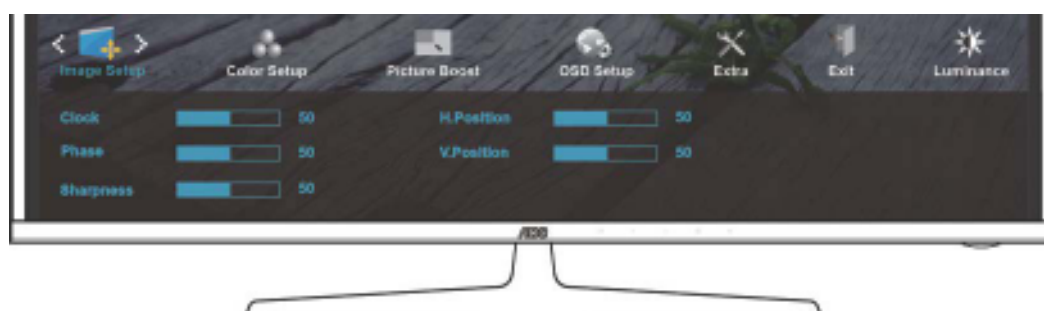 Image Setup Color Setup Picture Boost OSD Setup Extra Exit Luminance
Clock 50 H.Position 50
Phase 50 V.Position 50
Sharpness 50
AOC